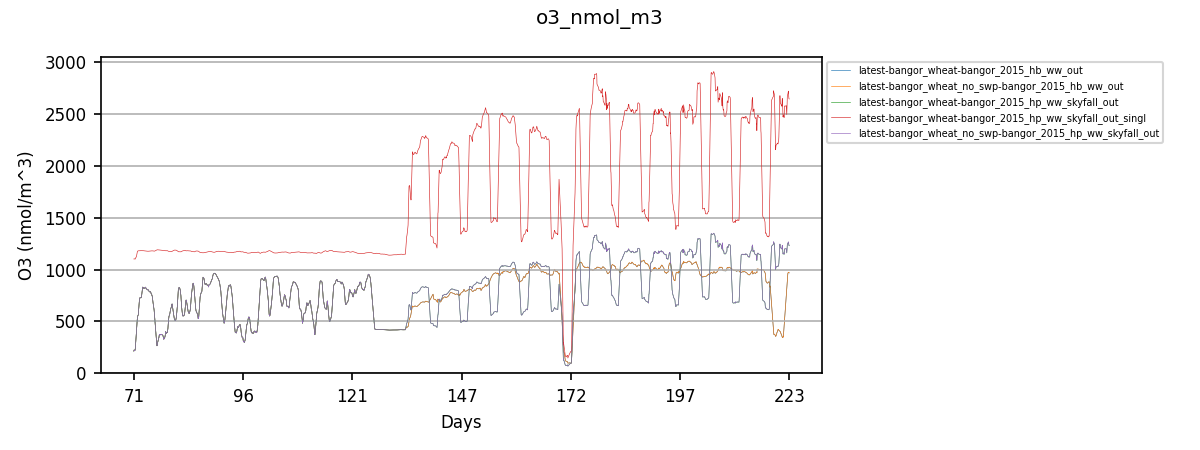 o3_nmol_m3
3000
2500
2000
1500
1000
500
0
O3 (nmol/m^3)
71 96 121 147 172 197 223
Days
latest-bangor_wheat-bangor_2015_hb_ww_out
latest-bangor_wheat_no_swp-bangor_2015_hb_ww_out
latest-bangor_wheat-bangor_2015_hp_ww_skyfall_out
latest-bangor_wheat-bangor_2015_hp_ww_skyfall_out_singl
latest-bangor_wheat_no_swp-bangor_2015_hp_ww_skyfall_out